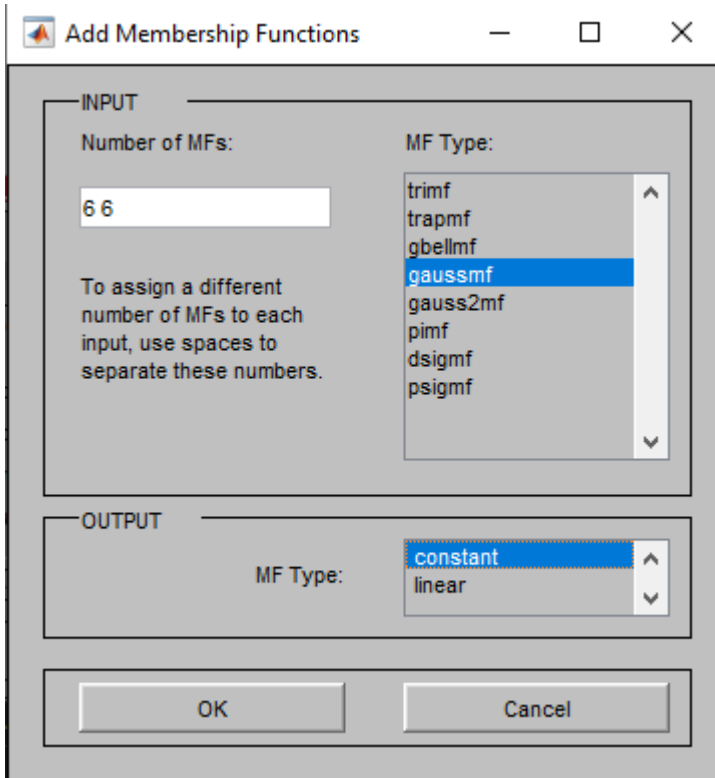 Add Membership Functions
INPUT
Number of MFs:
6 6
To assign a different
number of MFs to each
input, use spaces to
separate these numbers.
MF Type:
trimf
trapmf
gbellmf
gaussmf
gauss2mf
pimf
dsigmf
psigmf
OUTPUT
MF Type:
constant
linear
OK
Cancel